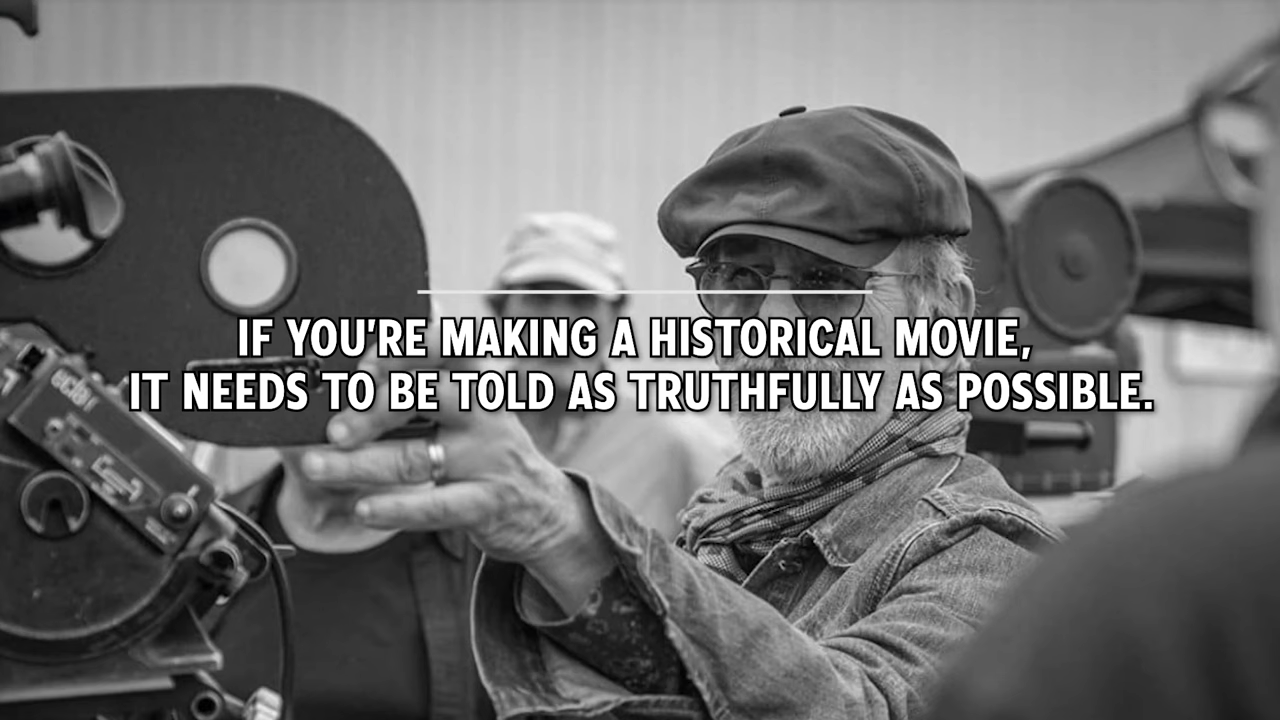 IF YOU'RE MAKING A HISTORICAL MOVIE,
IT NEEDS TO BE TOLD AS TRUTHFULLY AS POSSIBLE.